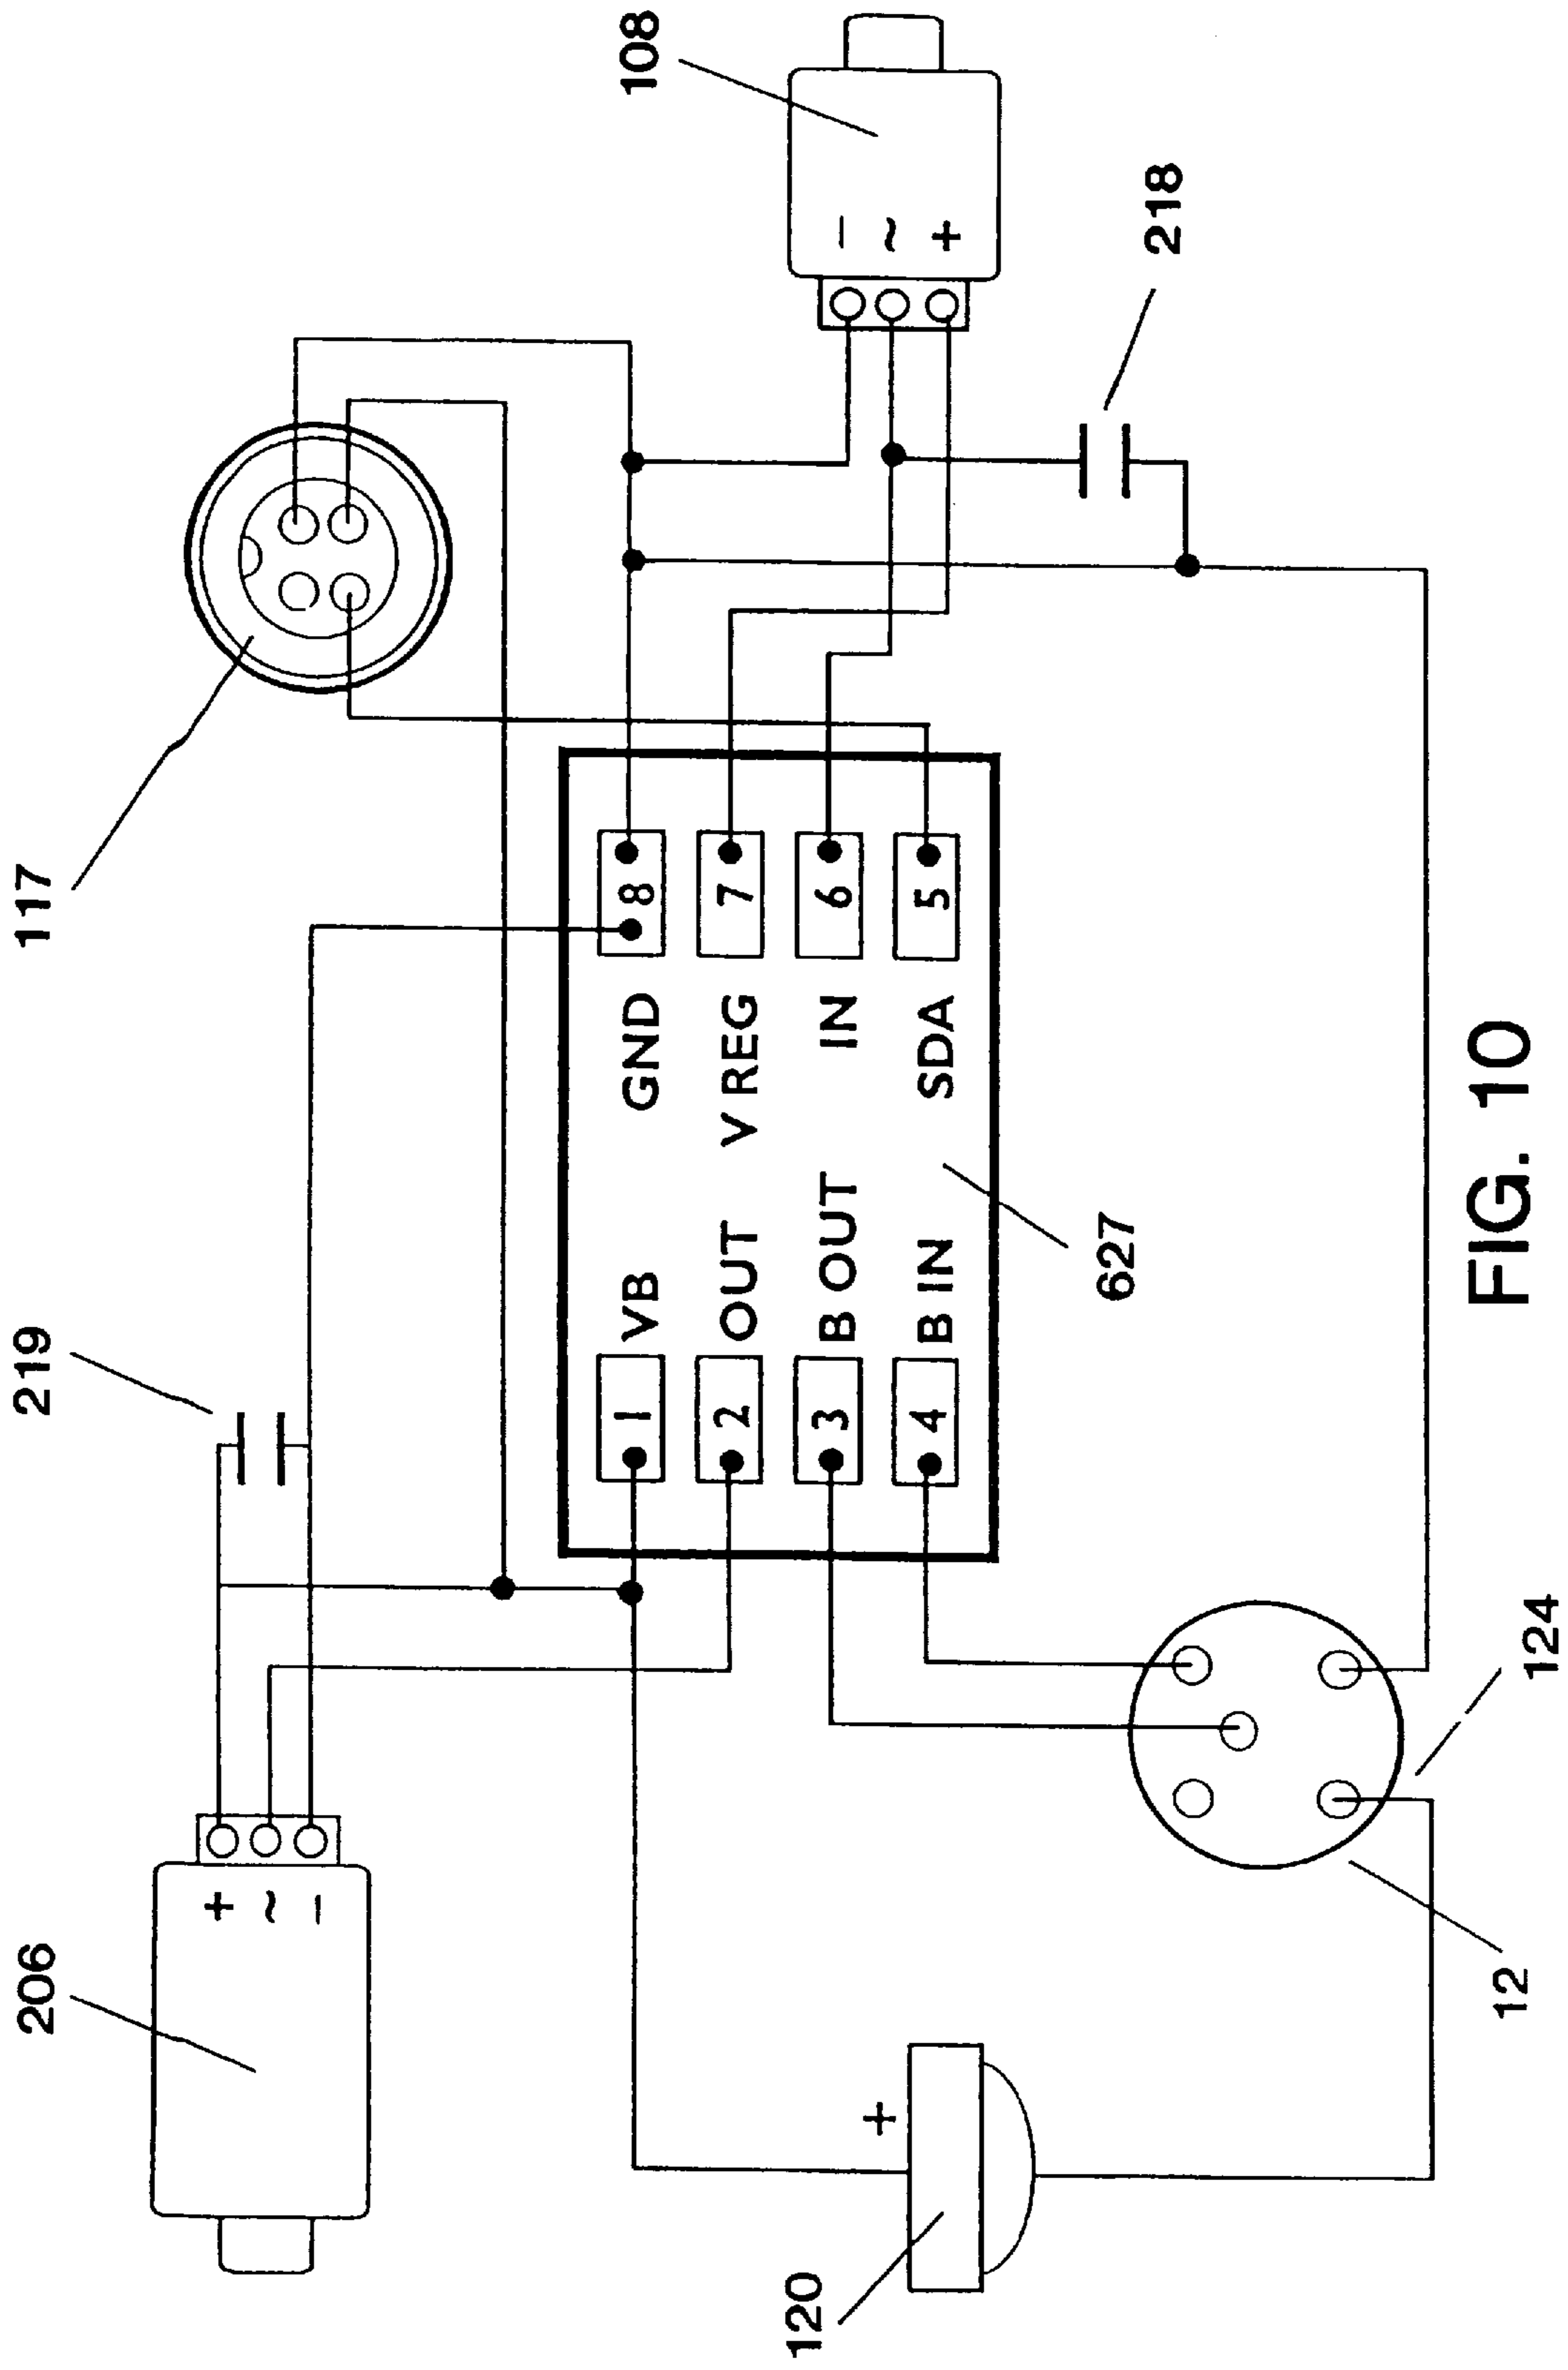 206
219
117
+
~
–
108
–
~
+
218
1 VB
GND 8
2 OUT
V REG 7
3 B OUT
IN 6
4 B IN
SDA 5
627
120
+
12
124
FIG. 10